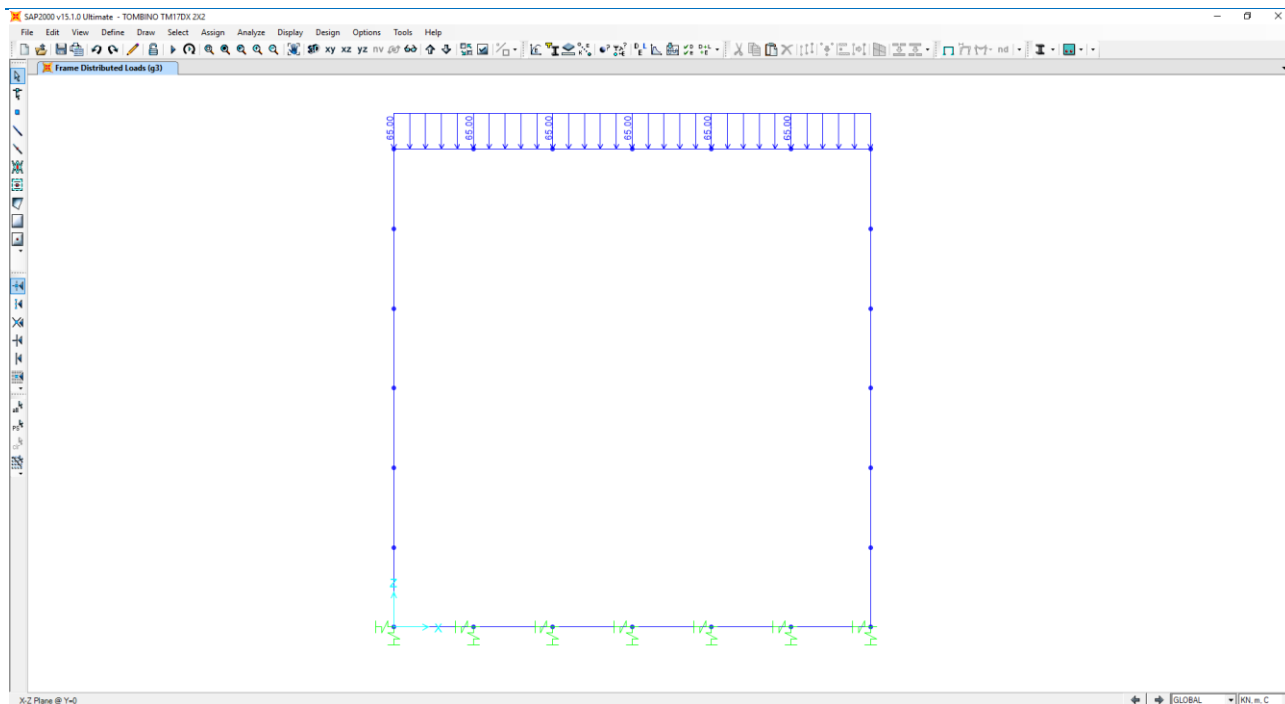 SAP2000 v15.1.0 Ultimate - TOMBINO TM17DX 2X2
File Edit View Define Draw Select Assign Analyze Display Design Options Tools Help
xy xz yz nv nd
Frame Distributed Loads (g3)
65.00 65.00 65.00 65.00 65.00 65.00
Z
X
X-Z Plane @ Y=0
GLOBAL KN, m, C